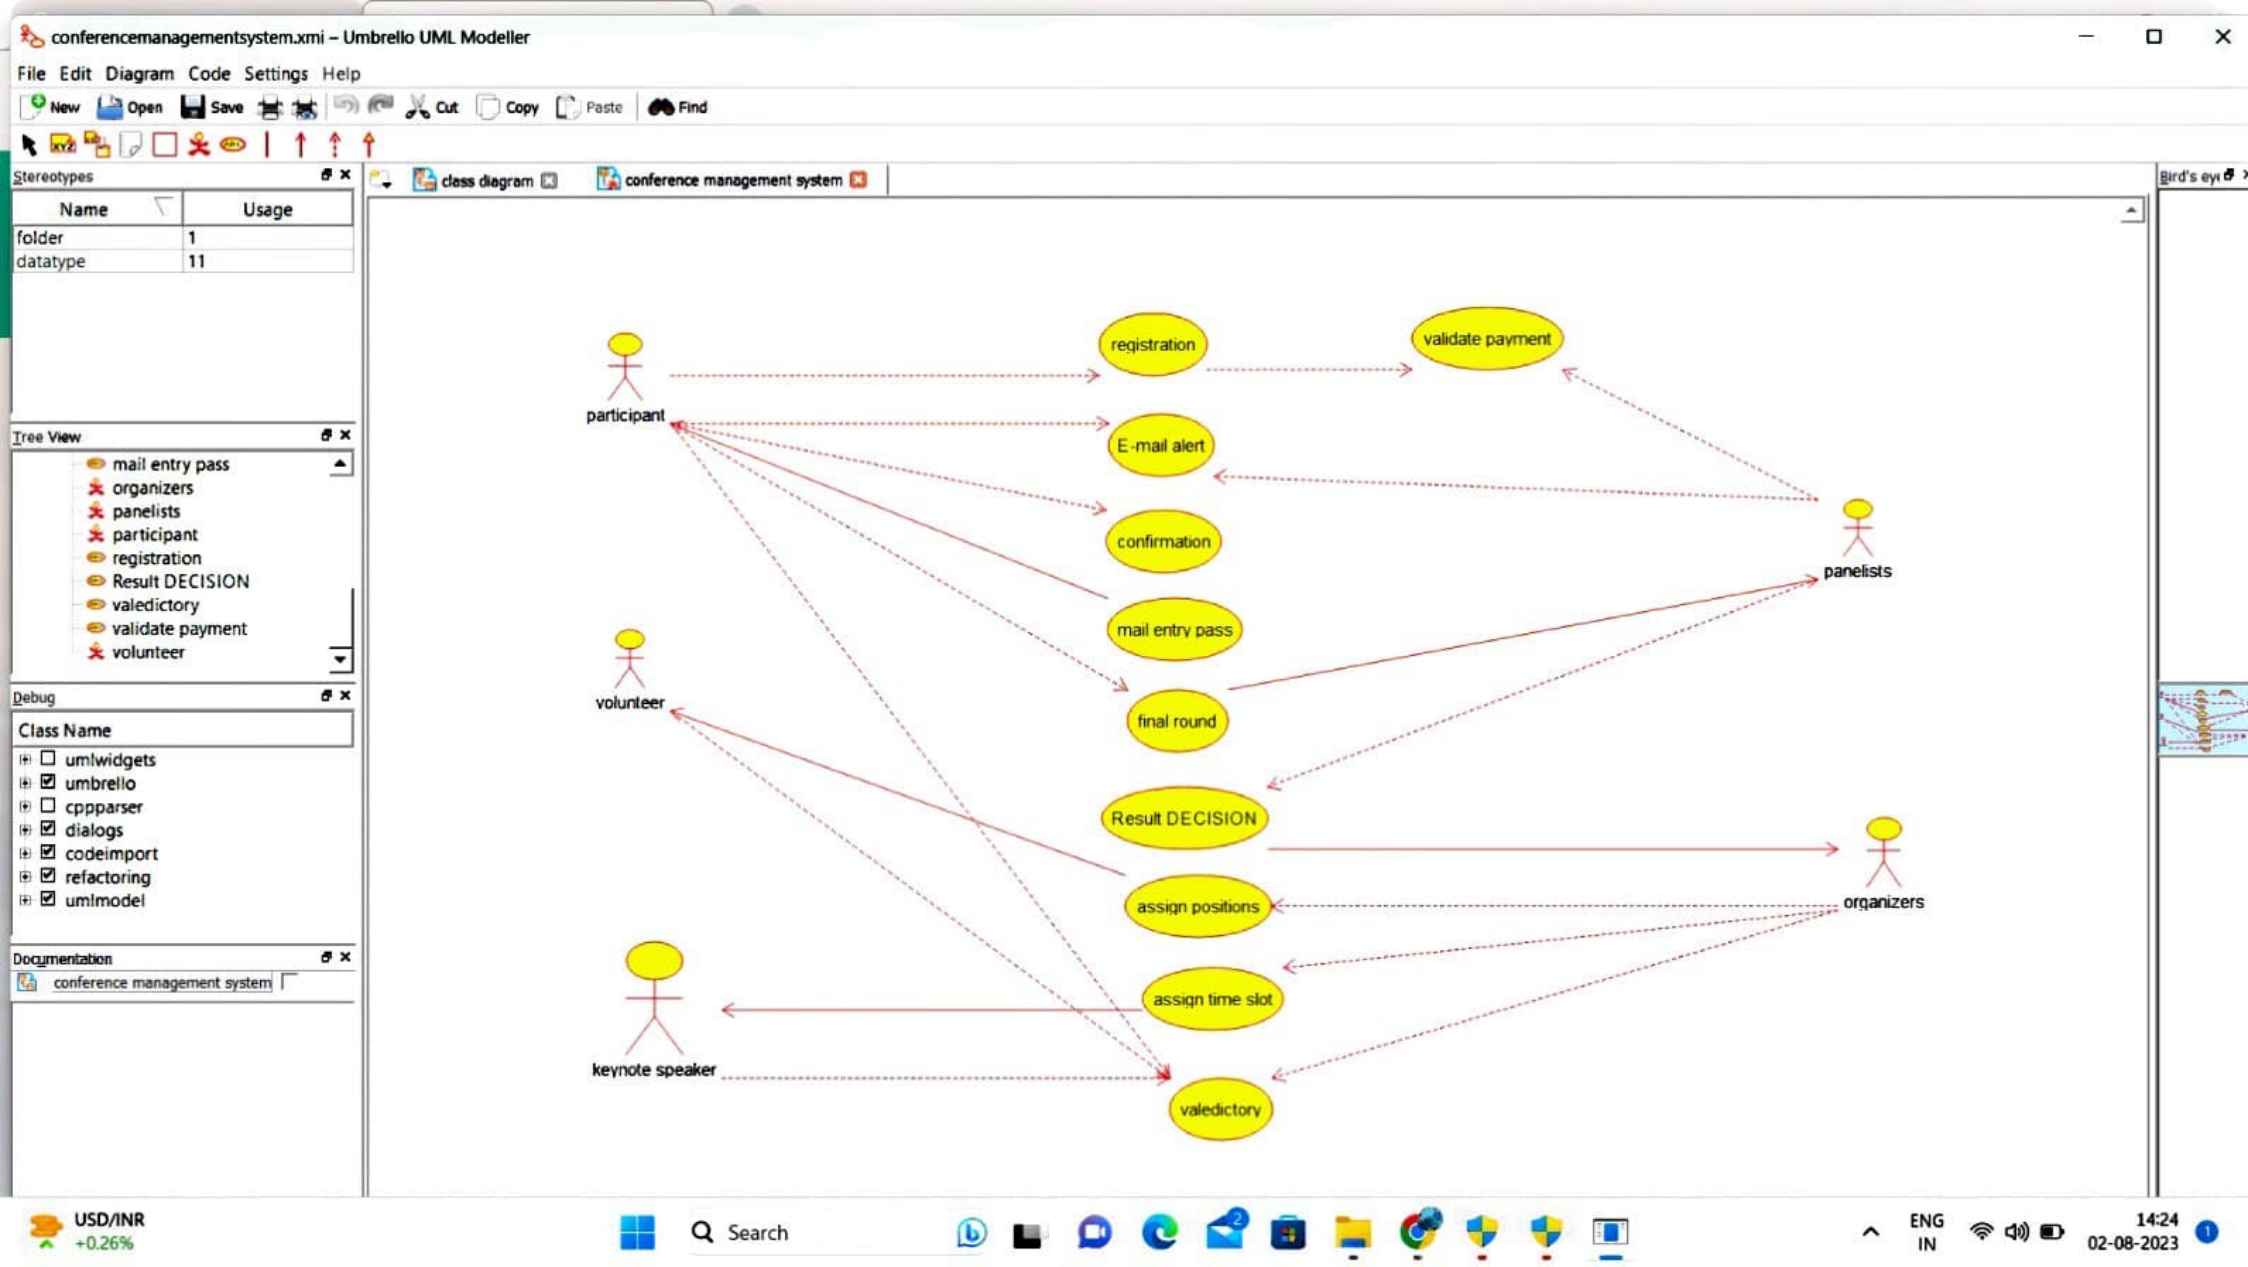 conferencemanagementsystem.xmi – Umbrello UML Modeller
File Edit Diagram Code Settings Help
New Open Save Cut Copy Paste Find
Stereotypes
Name Usage
folder 1
datatype 11
Tree View
mail entry pass
organizers
panelists
participant
registration
Result DECISION
valedictory
validate payment
volunteer
Debug
Class Name
umlwidgets
umbrello
cppparser
dialogs
codeimport
refactoring
umlmodel
Documentation
conference management system
class diagram
conference management system
Bird's eye
participant
registration
validate payment
E-mail alert
confirmation
panelists
mail entry pass
volunteer
final round
Result DECISION
organizers
assign positions
keynote speaker
assign time slot
valedictory
USD/INR
+0.26%
Search
2
ENG
IN
14:24
02-08-2023
1